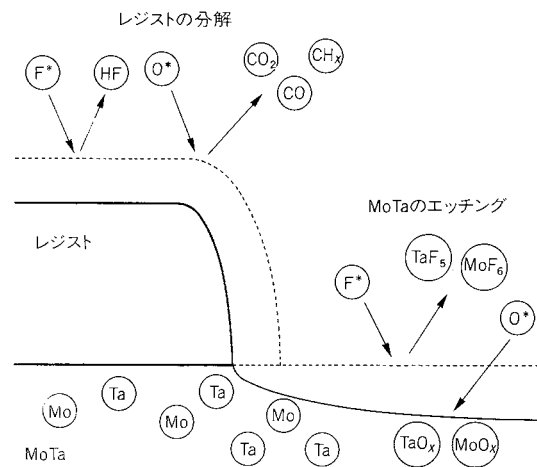 レジストの分解
F* HF O* CO₂ CHₓ
CO
MoTaのエッチング
レジスト
TaF₅ MoF₆
F*
O*
Mo Ta Mo Ta Mo
Ta Ta
TaOₓ MoOₓ
MoTa